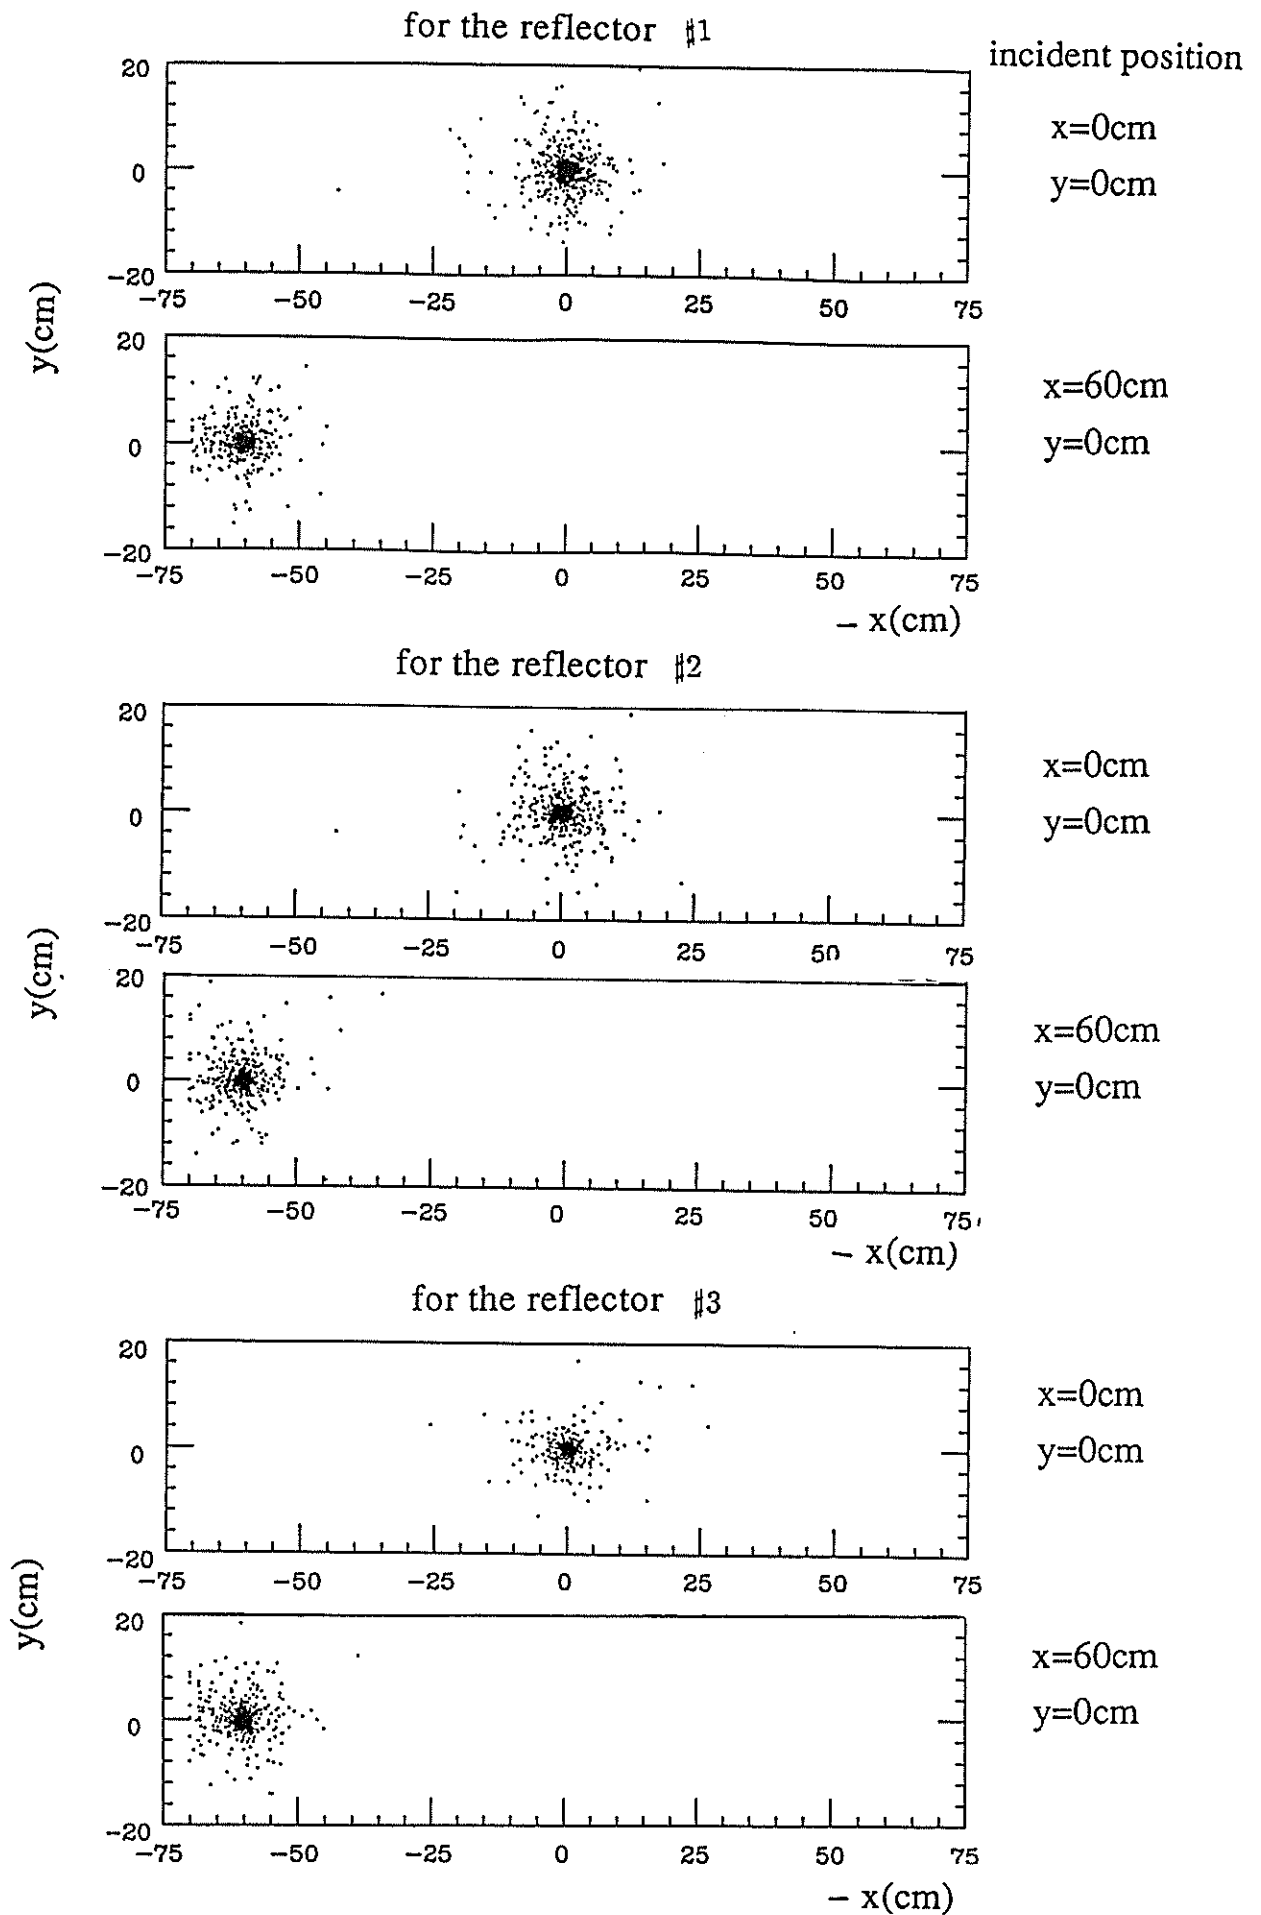 for the reflector #1
incident position
20
0
-20
x=0cm
y=0cm
-75 -50 -25 0 25 50 75
y(cm)
20
0
-20
x=60cm
y=0cm
-75 -50 -25 0 25 50 75
- x(cm)
for the reflector #2
20
0
-20
x=0cm
y=0cm
-75 -50 -25 0 25 50 75
y(cm)
20
0
-20
x=60cm
y=0cm
-75 -50 -25 0 25 50 75
- x(cm)
for the reflector #3
20
0
-20
x=0cm
y=0cm
-75 -50 -25 0 25 50 75
y(cm)
20
0
-20
x=60cm
y=0cm
-75 -50 -25 0 25 50 75
- x(cm)